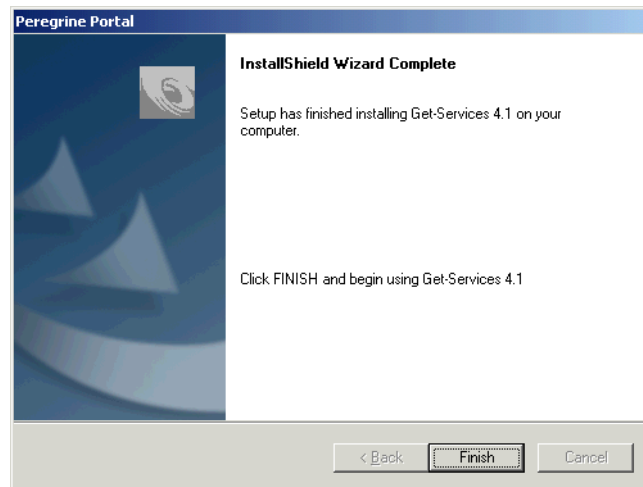 Peregrine Portal
InstallShield Wizard Complete
Setup has finished installing Get-Services 4.1 on your
computer.
Click FINISH and begin using Get-Services 4.1
< Back
Finish
Cancel